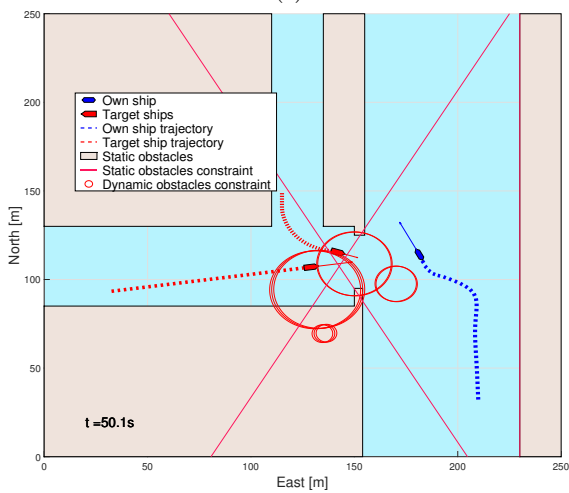 250
200
150
100
50
0
North [m]
Own ship
Target ships
Own ship trajectory
Target ship trajectory
Static obstacles
Static obstacles constraint
Dynamic obstacles constraint
t =50.1s
0 50 100 150 200 250
East [m]